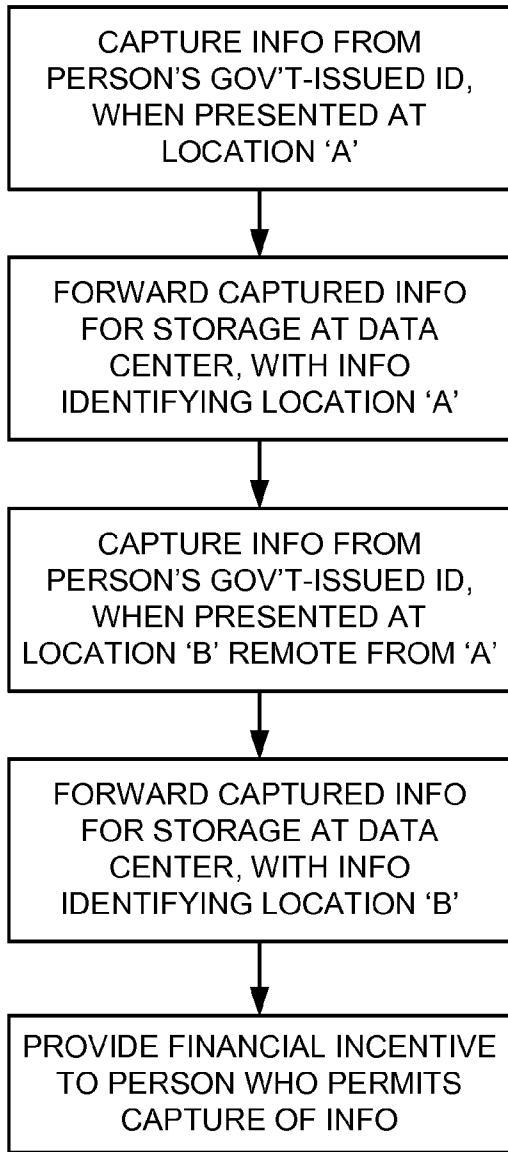 CAPTURE INFO FROM
PERSON’S GOV’T-ISSUED ID,
WHEN PRESENTED AT
LOCATION ‘A’
FORWARD CAPTURED INFO
FOR STORAGE AT DATA
CENTER, WITH INFO
IDENTIFYING LOCATION ‘A’
CAPTURE INFO FROM
PERSON’S GOV’T-ISSUED ID,
WHEN PRESENTED AT
LOCATION ‘B’ REMOTE FROM ‘A’
FORWARD CAPTURED INFO
FOR STORAGE AT DATA
CENTER, WITH INFO
IDENTIFYING LOCATION ‘B’
PROVIDE FINANCIAL INCENTIVE
TO PERSON WHO PERMITS
CAPTURE OF INFO